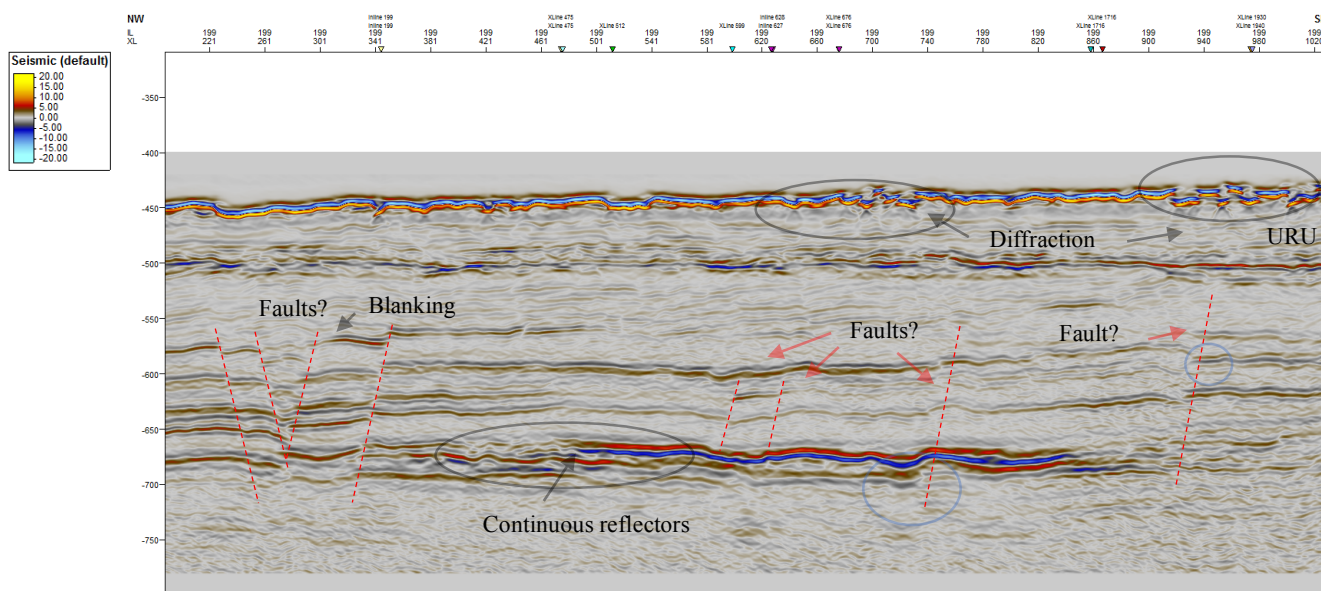 NW
Inline 199 XLine 475 Inline 628 XLine 676 XLine 1716 XLine 1930
Inline 199 XLine 475 XLine 512 XLine 599 Inline 627 XLine 676 XLine 1716 XLine 1940
S
IL 199 199 199 199 199 199 199 199 199 199 199 199 199 199 199 199 199 199 199 199 199
XL 221 261 301 341 381 421 461 501 541 581 620 660 700 740 780 820 860 900 940 980 1020
Seismic (default)
20.00
15.00
10.00
5.00
0.00
-5.00
-10.00
-15.00
-20.00
-350
-400
-450
Diffraction
URU
-500
Faults?
Blanking
-550
Faults?
Fault?
-600
-650
-700
Continuous reflectors
-750